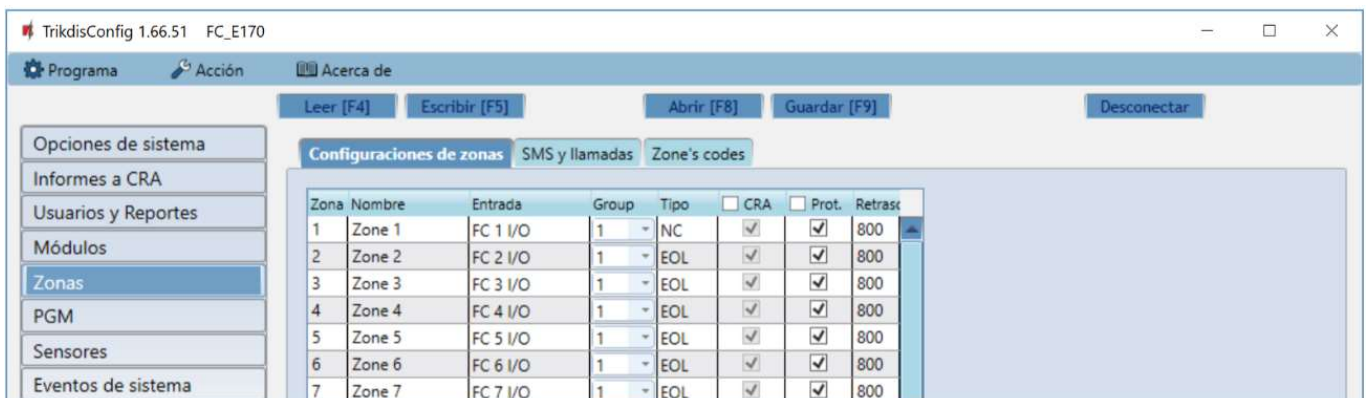 TrikdisConfig 1.66.51 FC_E170
Programa Acción Acerca de
Leer [F4] Escribir [F5] Abrir [F8] Guardar [F9] Desconectar
Opciones de sistema
Informes a CRA
Usuarios y Reportes
Módulos
Zonas
PGM
Sensores
Eventos de sistema
Configuraciones de zonas SMS y llamadas Zone's codes
Zona Nombre Entrada Group Tipo CRA Prot. Retraso
1 Zone 1 FC 1 I/O 1 NC 800
2 Zone 2 FC 2 I/O 1 EOL 800
3 Zone 3 FC 3 I/O 1 EOL 800
4 Zone 4 FC 4 I/O 1 EOL 800
5 Zone 5 FC 5 I/O 1 EOL 800
6 Zone 6 FC 6 I/O 1 EOL 800
7 Zone 7 FC 7 I/O 1 EOL 800